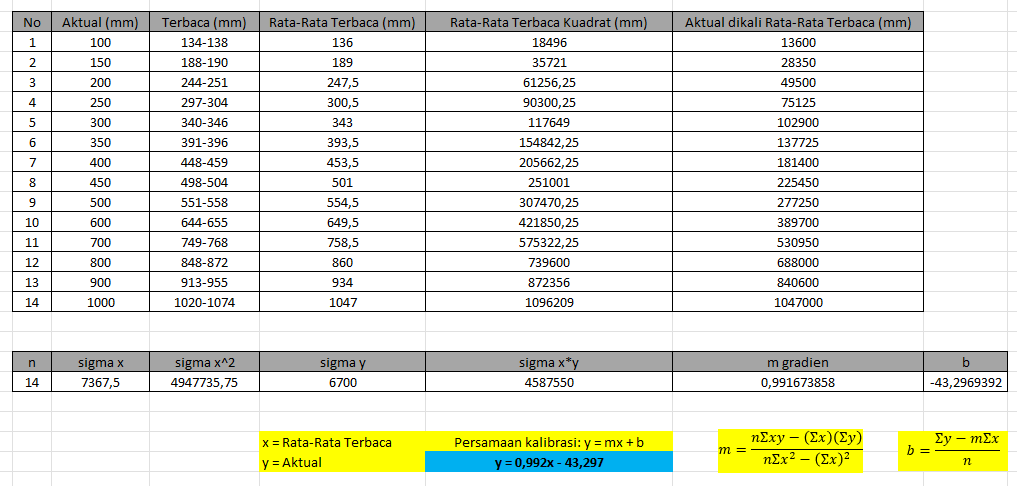 No Aktual (mm) Terbaca (mm) Rata-Rata Terbaca (mm) Rata-Rata Terbaca Kuadrat (mm) Aktual dikali Rata-Rata Terbaca (mm)
1 100 134-138 136 18496 13600
2 150 188-190 189 35721 28350
3 200 244-251 247,5 61256,25 49500
4 250 297-304 300,5 90300,25 75125
5 300 340-346 343 117649 102900
6 350 391-396 393,5 154842,25 137725
7 400 448-459 453,5 205662,25 181400
8 450 498-504 501 251001 225450
9 500 551-558 554,5 307470,25 277250
10 600 644-655 649,5 421850,25 389700
11 700 749-768 758,5 575322,25 530950
12 800 848-872 860 739600 688000
13 900 913-955 934 872356 840600
14 1000 1020-1074 1047 1096209 1047000
n sigma x sigma x^2 sigma y sigma x*y m gradien b
14 7367,5 4947735,75 6700 4587550 0,991673858 -43,2969392
x = Rata-Rata Terbaca Persamaan kalibrasi: y = mx + b
y = Aktual y = 0,992x - 43,297
m = (nΣxy − (Σx)(Σy)) / (nΣx² − (Σx)²)
b = (Σy − mΣx) / n